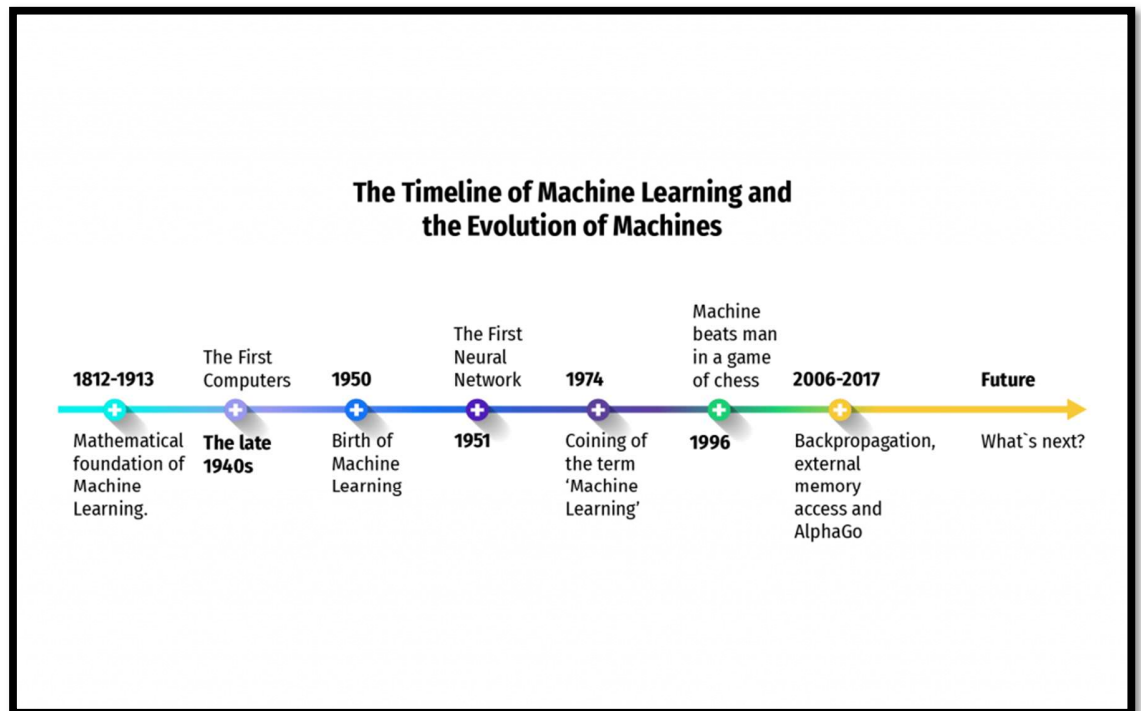 The Timeline of Machine Learning and
the Evolution of Machines
1812-1913
Mathematical
foundation of
Machine
Learning.
The First
Computers
The late
1940s
1950
Birth of
Machine
Learning
The First
Neural
Network
1951
1974
Coining of
the term
‘Machine
Learning’
Machine
beats man
in a game
of chess
1996
2006-2017
Backpropagation,
external
memory
access and
AlphaGo
Future
What`s next?